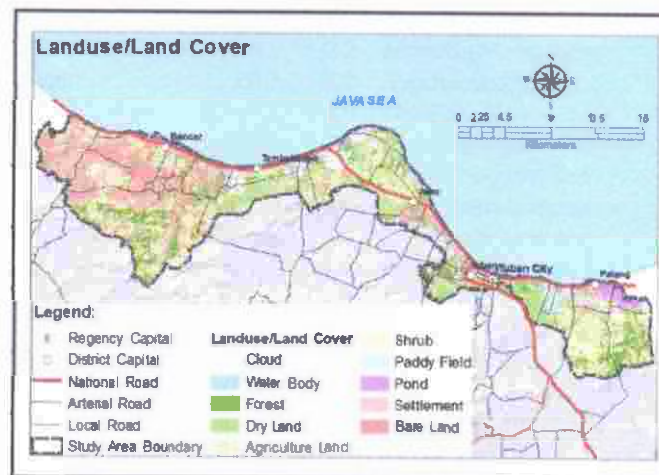 Landuse/Land Cover
JAVA SEA
0 2.25 4.5 9 13.5 18
Kilometers
Bancar
Tuban City
Palang
Legend:
Regency Capital
District Capital
National Road
Arterial Road
Local Road
Study Area Boundary
Landuse/Land Cover
Cloud
Water Body
Forest
Dry Land
Agriculture Land
Shrub
Paddy Field
Pond
Settlement
Bare Land